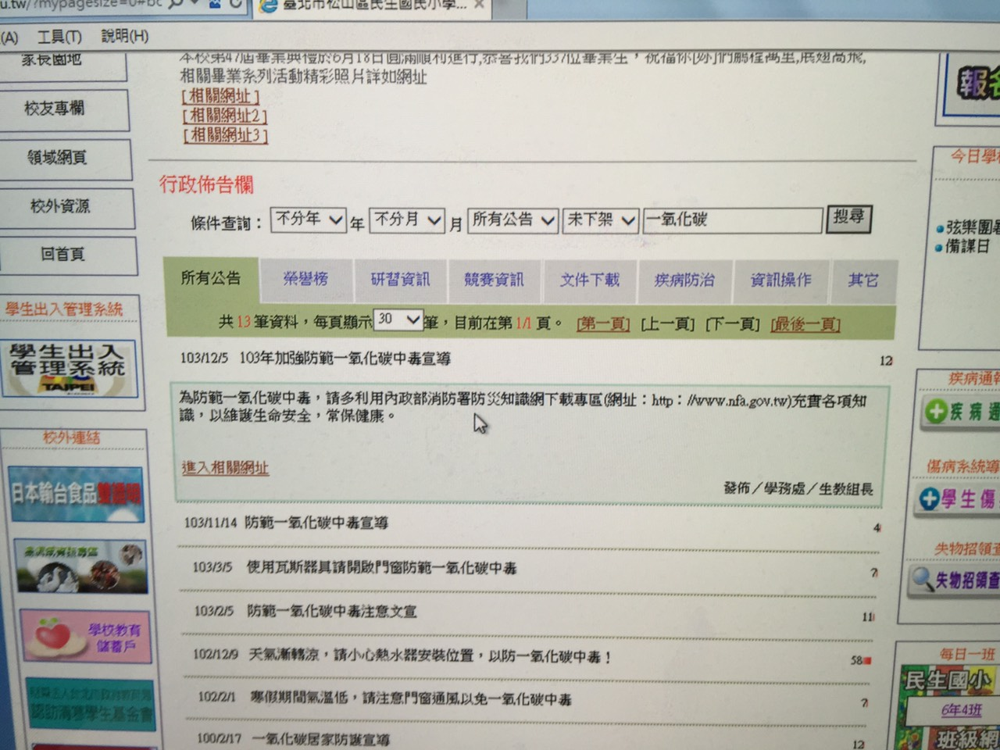 u.tw/?mypagesize=0#bc
臺北市松山區民生國民小學...
(A) 工具(T) 說明(H)
家長園地
校友專欄
領域網頁
校外資源
回首頁
學生出入管理系統
學生出入
管理系統
TAIPEI
校外連結
日本輸台食品雙證明
學校教育
儲蓄戶
本校第47屆畢業典禮於6月18日圓滿順利進行,恭喜我們337位畢業生，祝福你[妳]們鵬程萬里,展翅高飛,
相關畢業系列活動精彩照片詳如網址
[ 相關網址 ]
[ 相關網址2 ]
[ 相關網址3 ]
行政佈告欄
條件查詢： 不分年 年 不分月 月 所有公告 未下架 一氧化碳 搜尋
所有公告 榮譽榜 研習資訊 競賽資訊 文件下載 疾病防治 資訊操作 其它
共 13 筆資料，每頁顯示 30 筆，目前在第 1/1 頁。 [第一頁] [上一頁] [下一頁] [最後一頁]
103/12/5 103年加強防範一氧化碳中毒宣導 12
為防範一氧化碳中毒，請多利用內政部消防署防災知識網下載專區(網址：http：//www.nfa.gov.tw)充實各項知
識，以維護生命安全，常保健康。
進入相關網址
發佈／學務處／生教組長
103/11/14 防範一氧化碳中毒宣導 4
103/3/5 使用瓦斯器具請開啟門窗防範一氧化碳中毒 7
103/2/5 防範一氧化碳中毒注意文宣 11
102/12/9 天氣漸轉涼，請小心熱水器安裝位置，以防一氧化碳中毒！ 58
102/2/1 寒假期間氣溫低，請注意門窗通風以免一氧化碳中毒 7
100/2/17 一氧化碳居家防護宣導 12
報名
今日學校
弦樂團暑
備課日
疾病通報
疾 病 通
傷病系統導
學 生 傷
失物招領查
失物招領查
每日一班
民生國小
6年4班
班級網